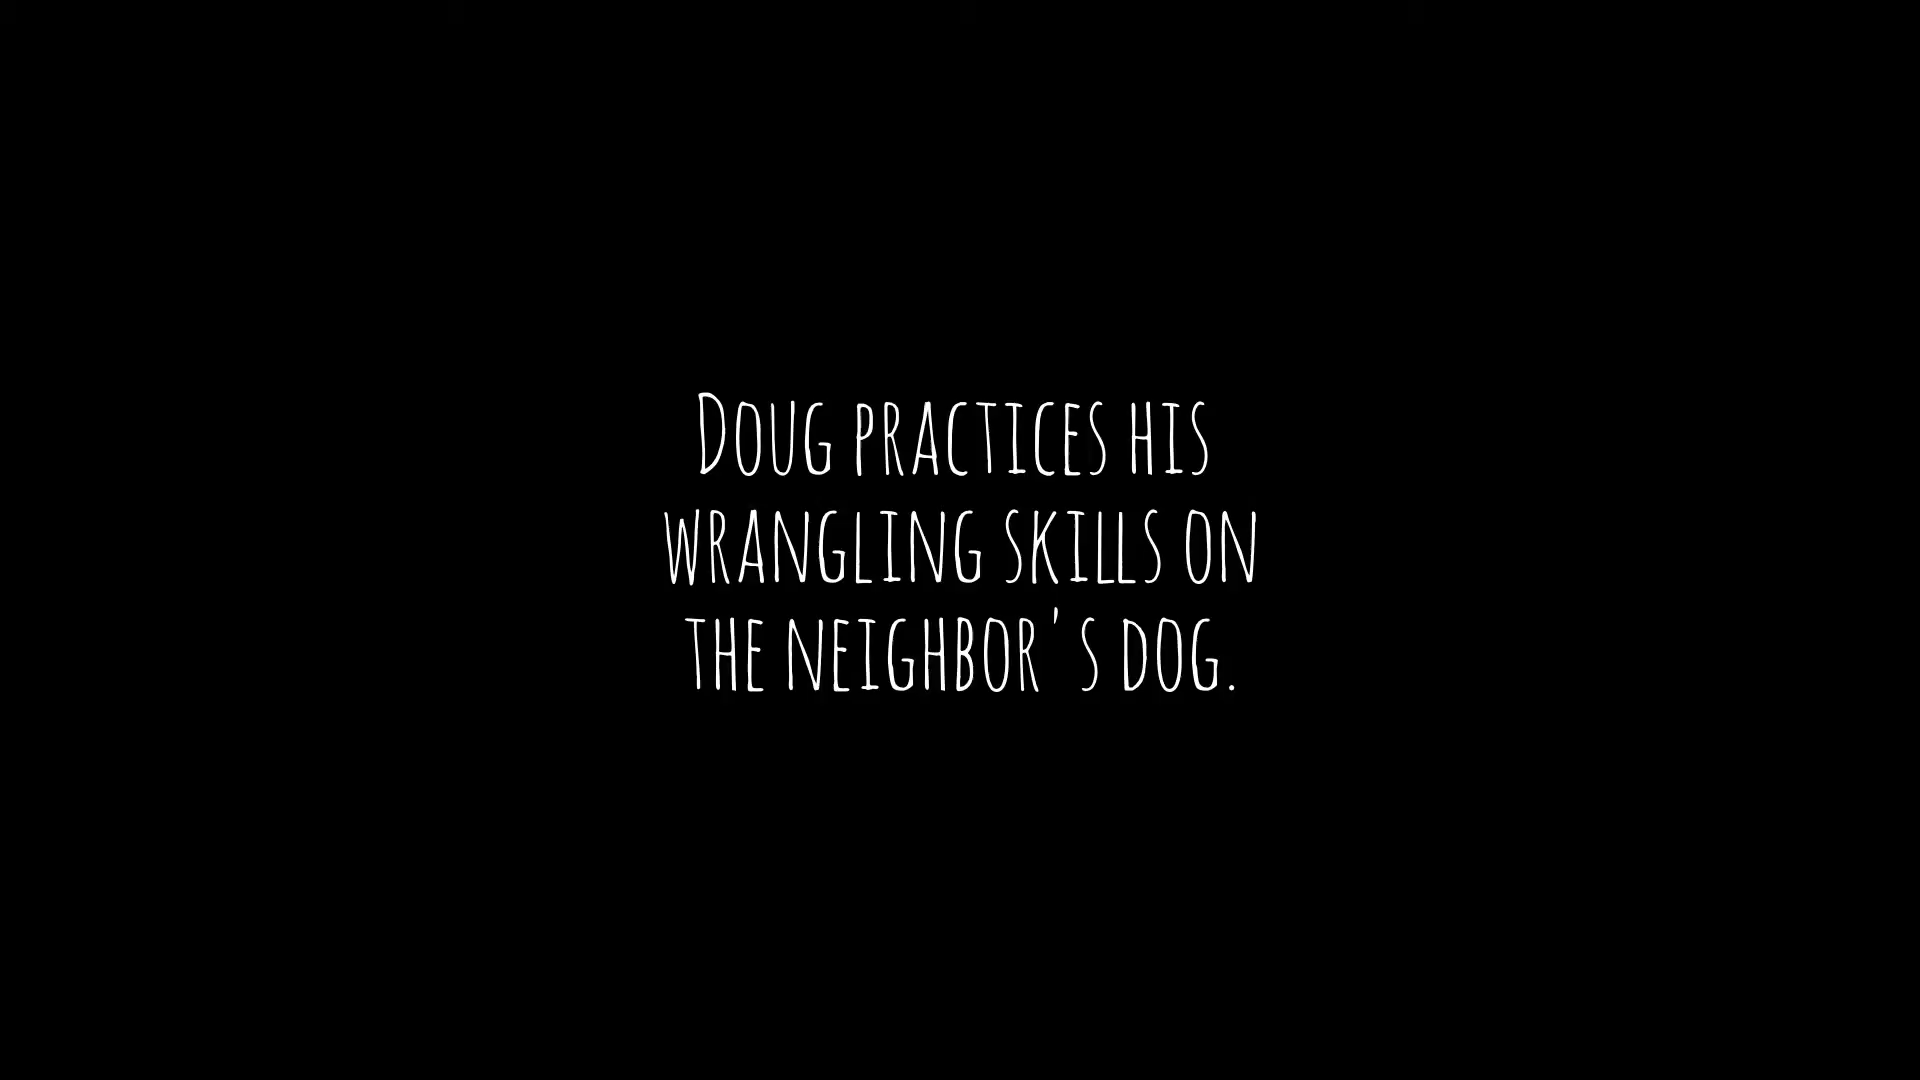 Doug practices his
wrangling skills on
the neighbor's dog.